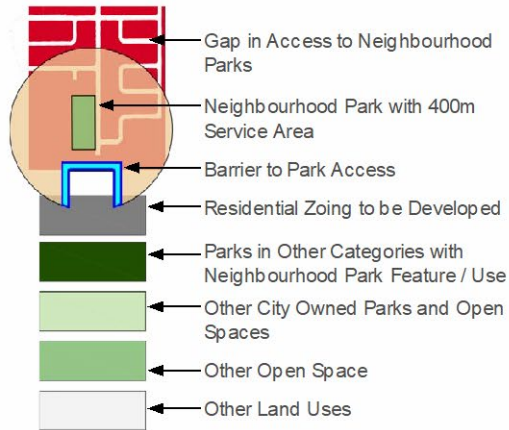 Gap in Access to Neighbourhood
Parks
Neighbourhood Park with 400m
Service Area
Barrier to Park Access
Residential Zoing to be Developed
Parks in Other Categories with
Neighbourhood Park Feature / Use
Other City Owned Parks and Open
Spaces
Other Open Space
Other Land Uses